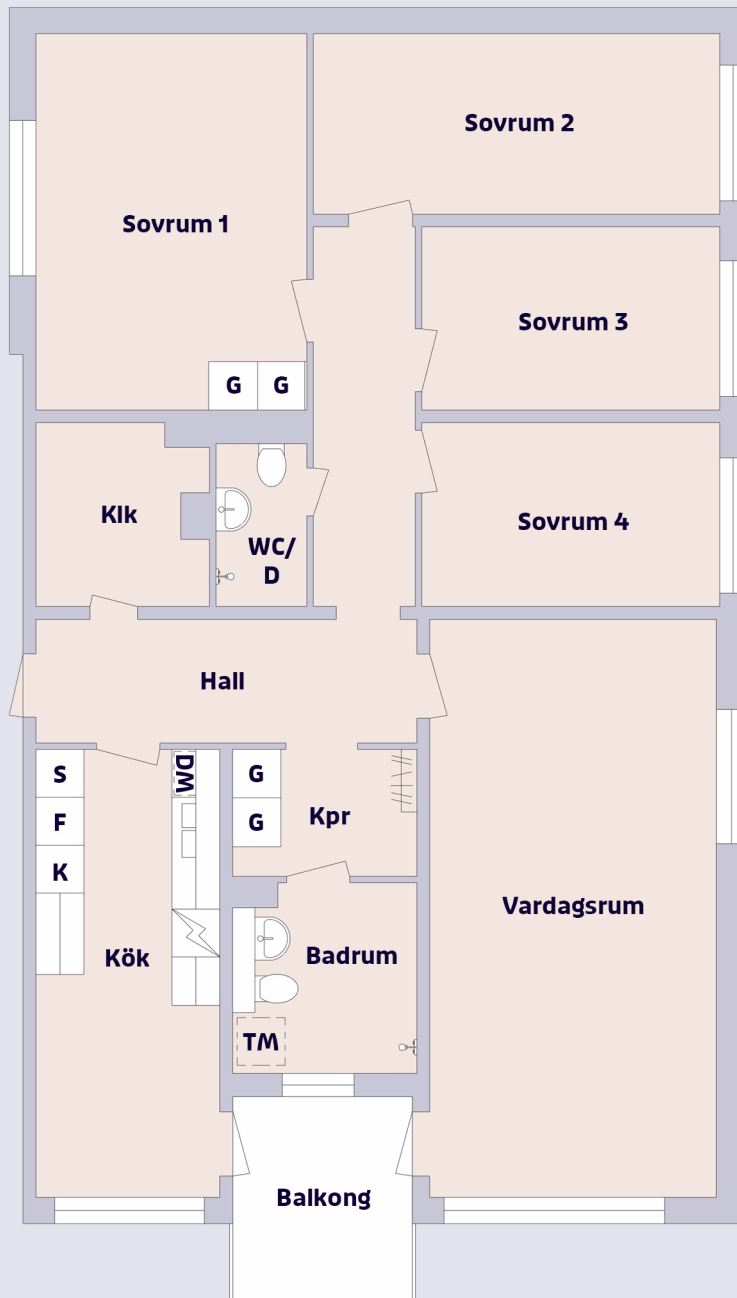 Sovrum 2
Sovrum 1
Sovrum 3
G G
Klk
Sovrum 4
WC/
D
Hall
S
DM
G
F
G
Kpr
K
Vardagsrum
Kök
Badrum
TM
Balkong